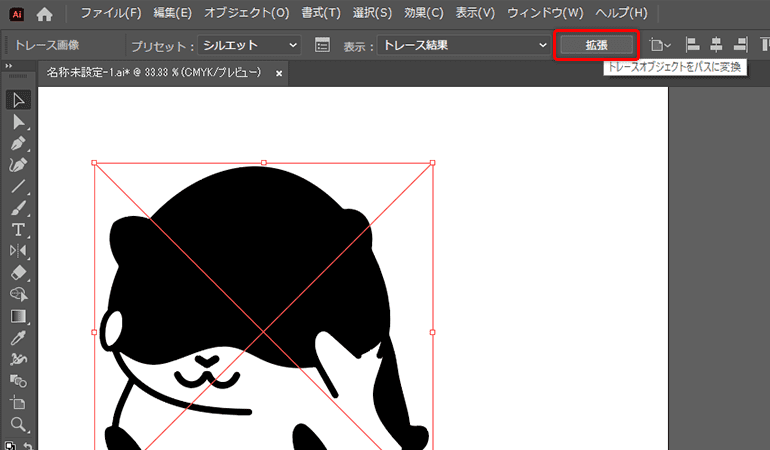 Ai ファイル(F) 編集(E) オブジェクト(O) 書式(T) 選択(S) 効果(C) 表示(V) ウィンドウ(W) ヘルプ(H)
トレース画像 プリセット： シルエット 表示： トレース結果 拡張
トレースオブジェクトをパスに変換
名称未設定-1.ai* @ 33.33 % (CMYK/プレビュー) ×